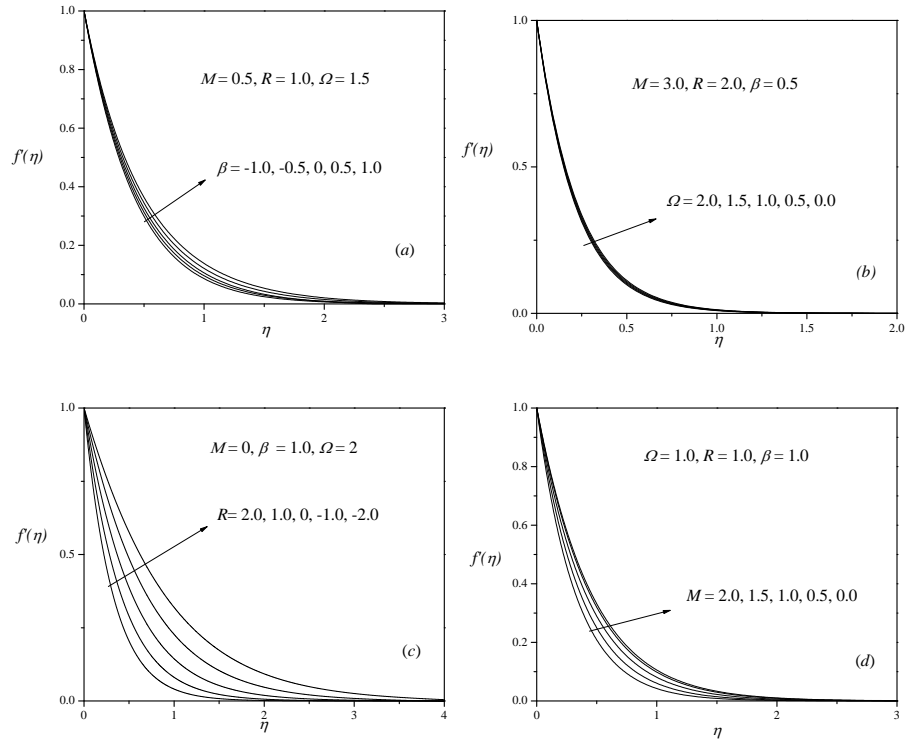 1.0
M = 0.5, R = 1.0, Ω = 1.5
0.8
0.6
f'(η)
β = -1.0, -0.5, 0, 0.5, 1.0
0.4
0.2
(a)
0.0
0 1 2 3
η
1.0
M = 3.0, R = 2.0, β = 0.5
f'(η)
0.5
Ω = 2.0, 1.5, 1.0, 0.5, 0.0
(b)
0.0
0.0 0.5 1.0 1.5 2.0
η
1.0
M = 0, β = 1.0, Ω = 2
R= 2.0, 1.0, 0, -1.0, -2.0
f'(η)
0.5
(c)
0.0
0 1 2 3 4
η
1.0
Ω = 1.0, R = 1.0, β = 1.0
0.8
0.6
f'(η)
0.4
M = 2.0, 1.5, 1.0, 0.5, 0.0
0.2
(d)
0.0
0 1 2 3
η